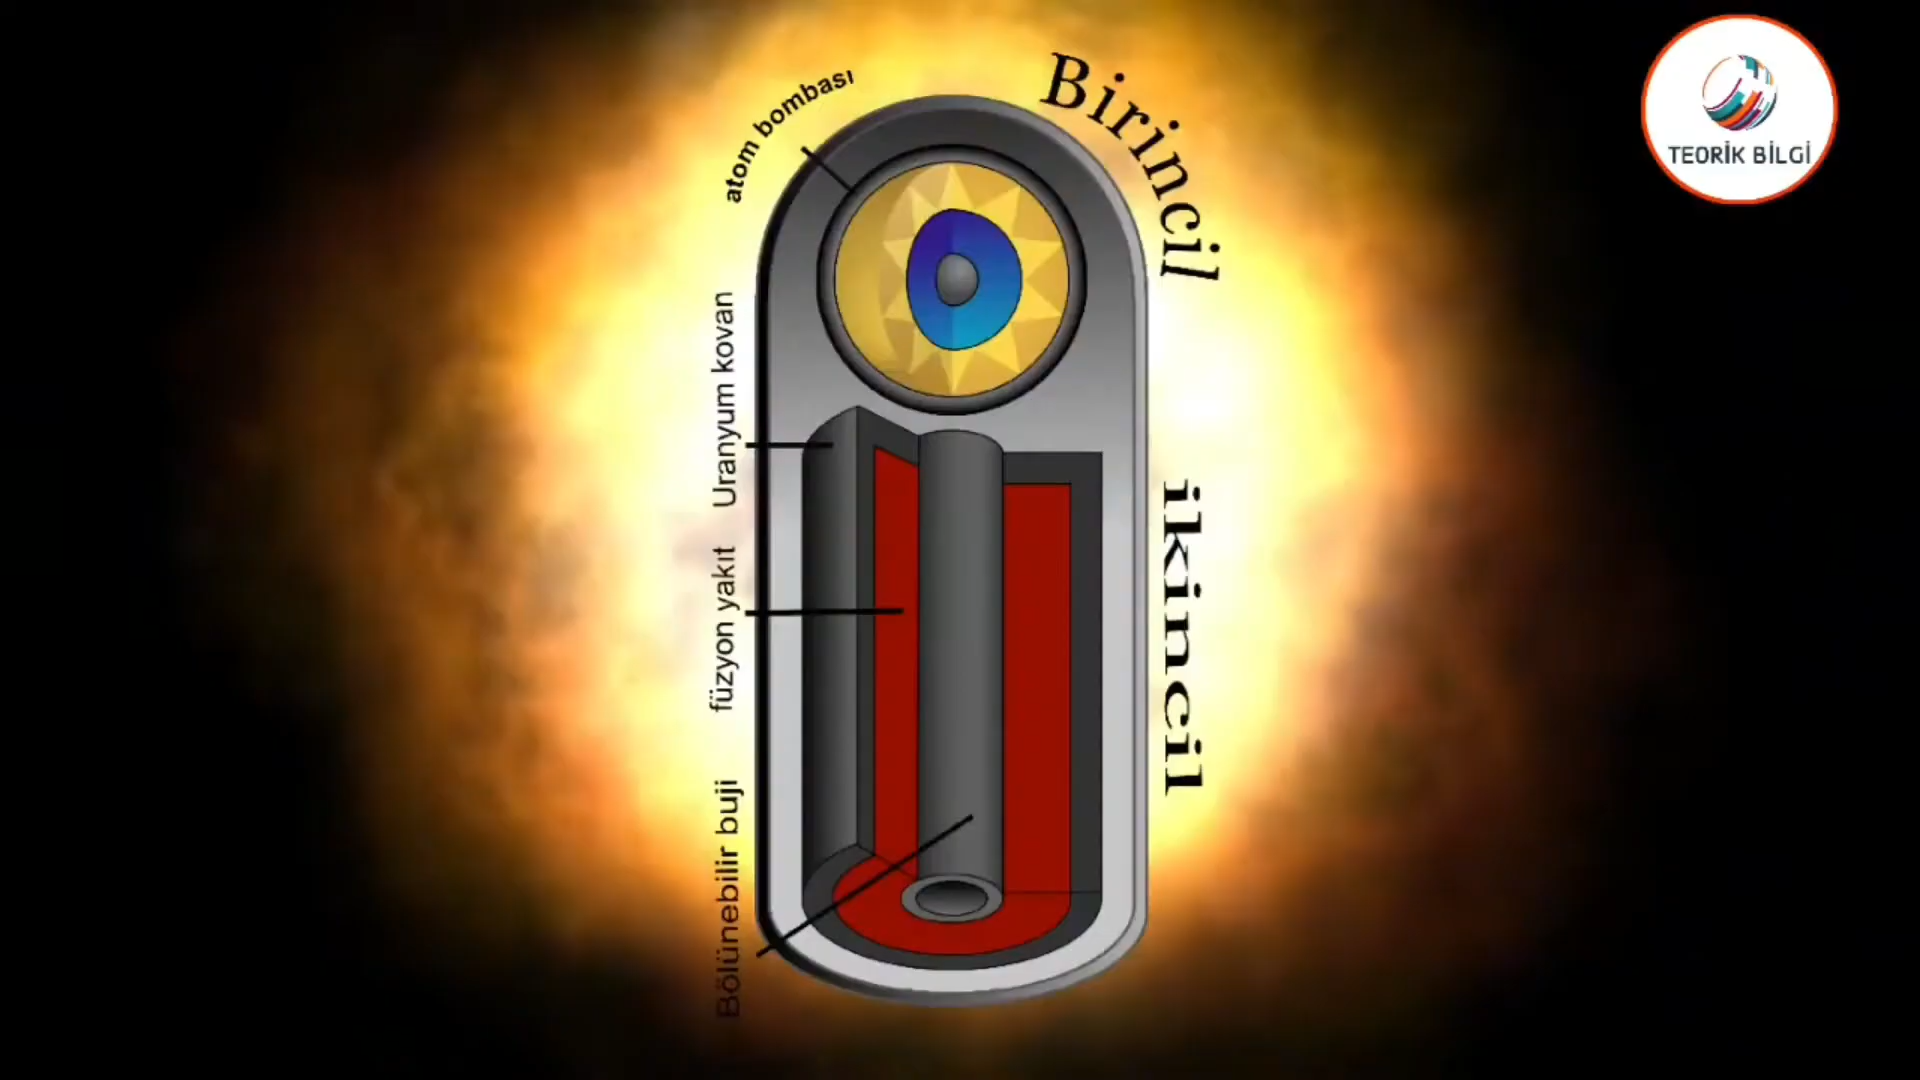 atom bombası
Birincil
TEORİK BİLGİ
Uranyum kovan
füzyon yakıt
ikincil
Bölünebilir buji